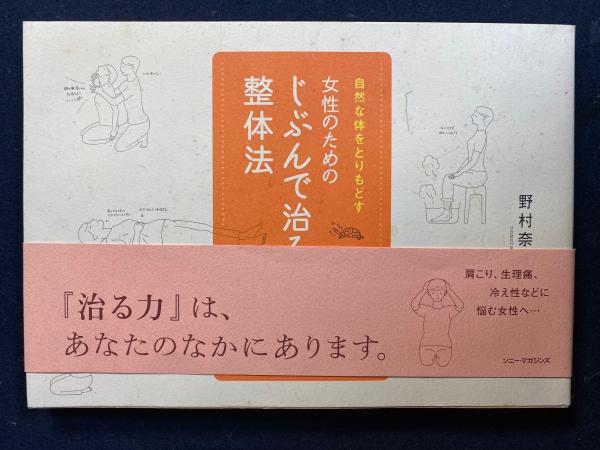 自然な体をとりもどす
女性のための
じぶんで治る
整体法
野村奈
『治る力』は、
あなたのなかにあります。
肩こり、生理痛、
冷え性などに
悩む女性へ…
ソニー・マガジンズ